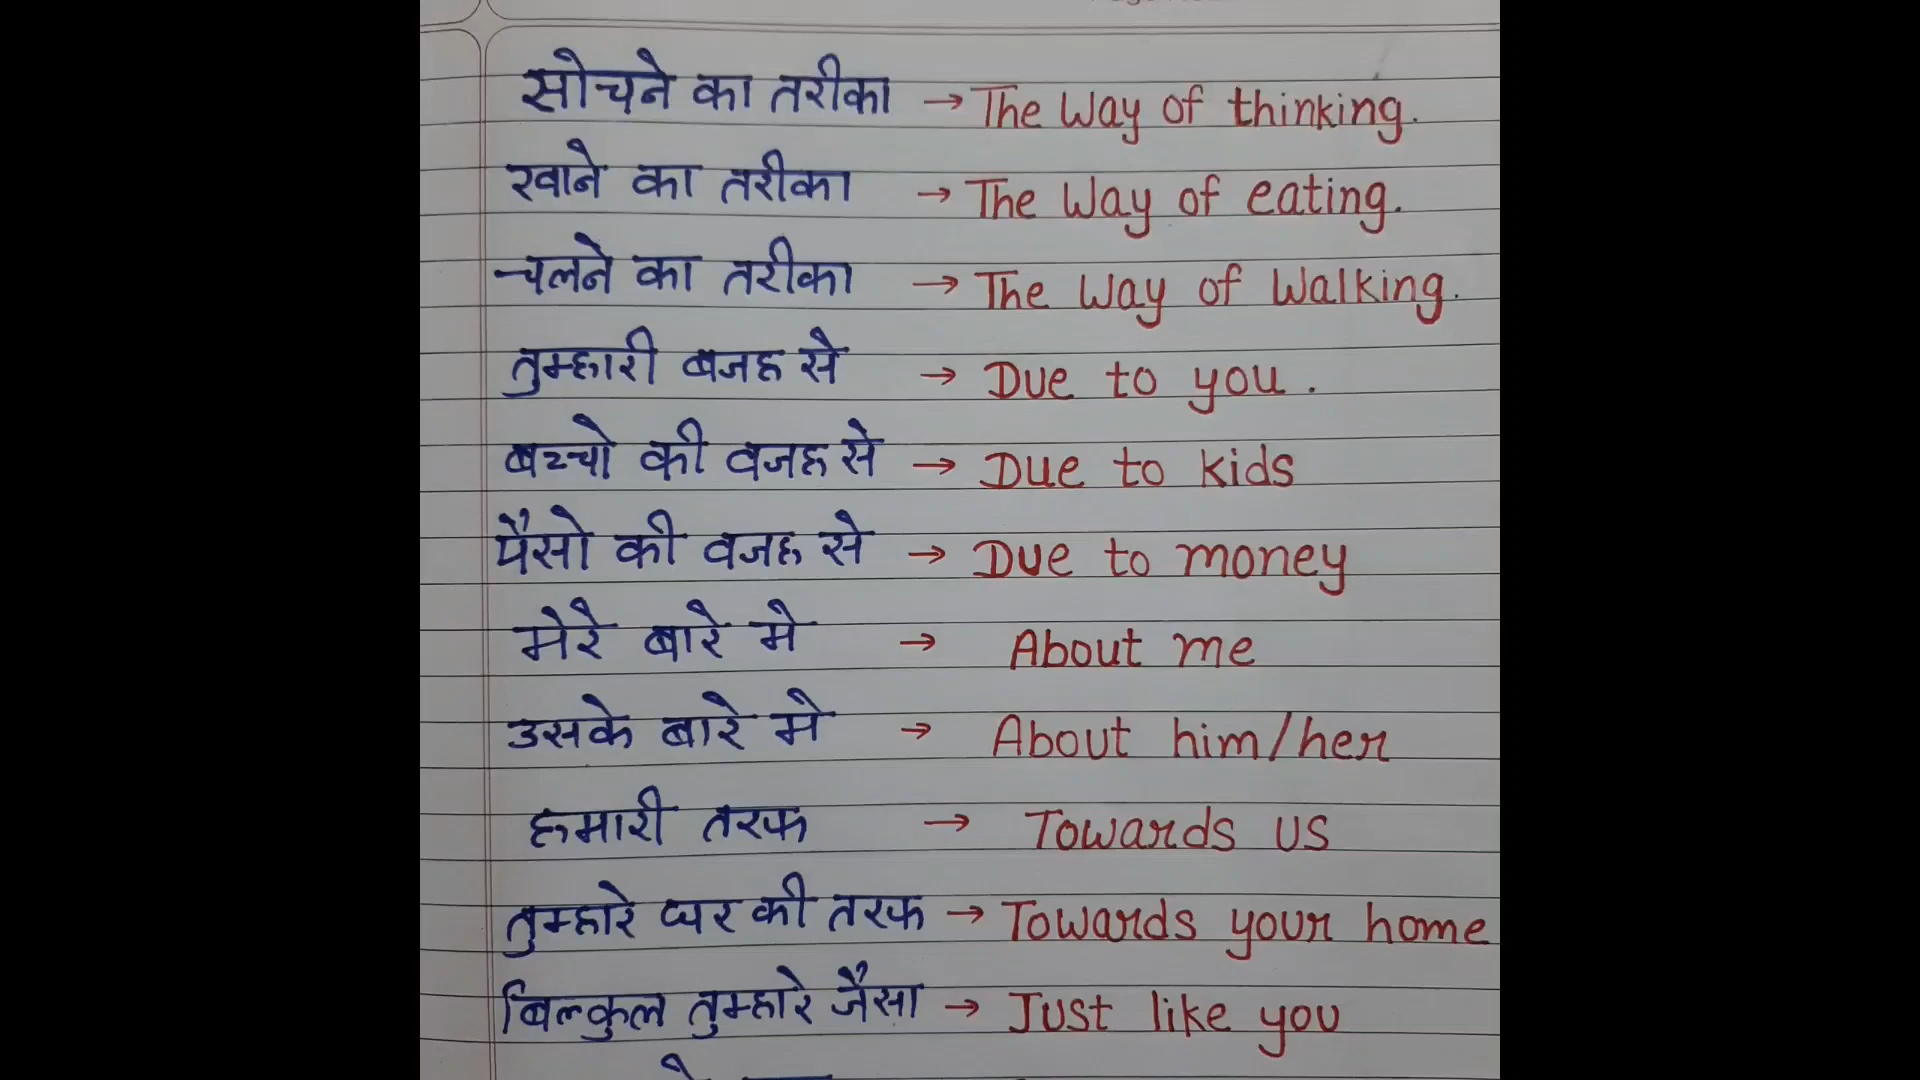 सोचने का तरीका → The Way of thinking.
खाने का तरीका → The Way of eating.
चलने का तरीका → The Way of Walking.
तुम्हारी बजह से → Due to you.
बच्चो की वजह से → Due to kids
पैसो की वजह से → Due to money
मेरे बारे मे → About me
उसके बारे मे → About him/her
हमारी तरफ → Towards us
तुम्हारे घर की तरफ → Towards your home
बिल्कुल तुम्हारे जैसा → Just like you